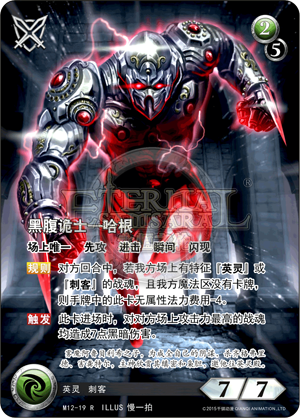 2
5
黑腹诡士-哈根
场上唯一 先攻 进击 瞬间 闪现
规则 对方回合中，若我方场上有特征『英灵』或
『刺客』的战魂，且我方魔法区没有卡牌，
则手牌中的此卡无属性法力费用-4。
触发 此卡进场时，对对方场上攻击力最高的战魂
均造成7点黑暗伤害。
英灵 刺客
7 / 7
M12-19 R ILLUS 慢一拍